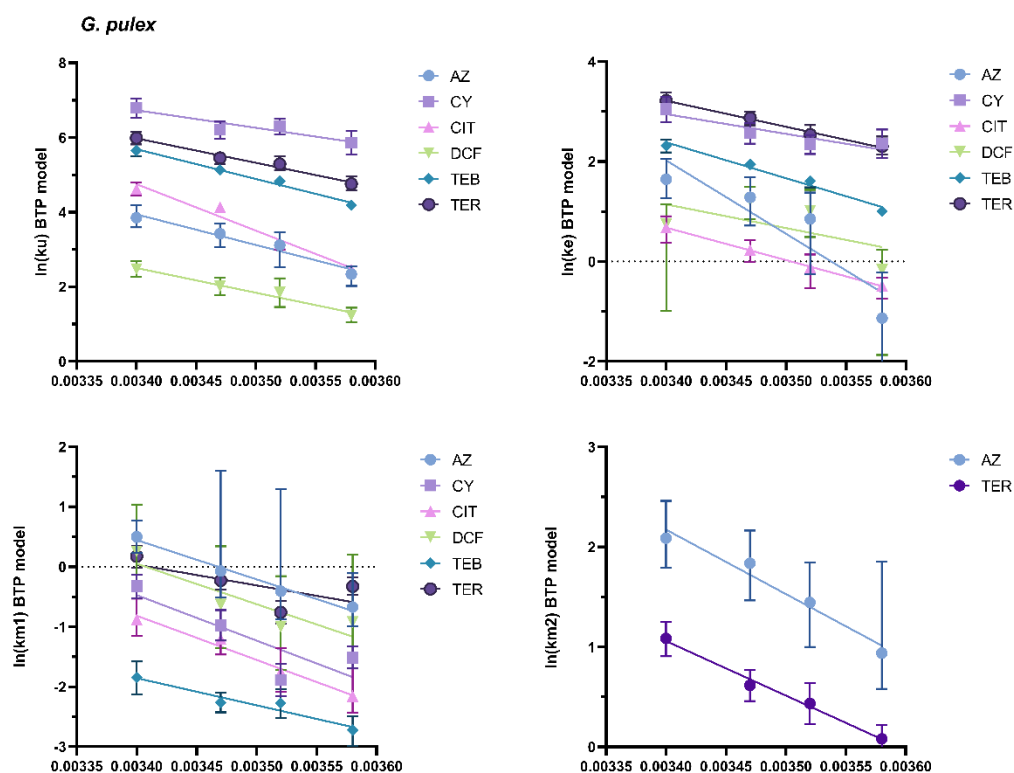 G. pulex
ln(ku) BTP model
8
6
4
2
0
0.00335 0.00340 0.00345 0.00350 0.00355 0.00360
AZ
CY
CIT
DCF
TEB
TER
ln(ke) BTP model
4
2
0
-2
0.00335 0.00340 0.00345 0.00350 0.00355 0.00360
AZ
CY
CIT
DCF
TEB
TER
ln(km1) BTP model
2
1
0
-1
-2
-3
0.00335 0.00340 0.00345 0.00350 0.00355 0.00360
AZ
CY
CIT
DCF
TEB
TER
ln(km2) BTP model
3
2
1
0
0.00335 0.00340 0.00345 0.00350 0.00355 0.00360
AZ
TER